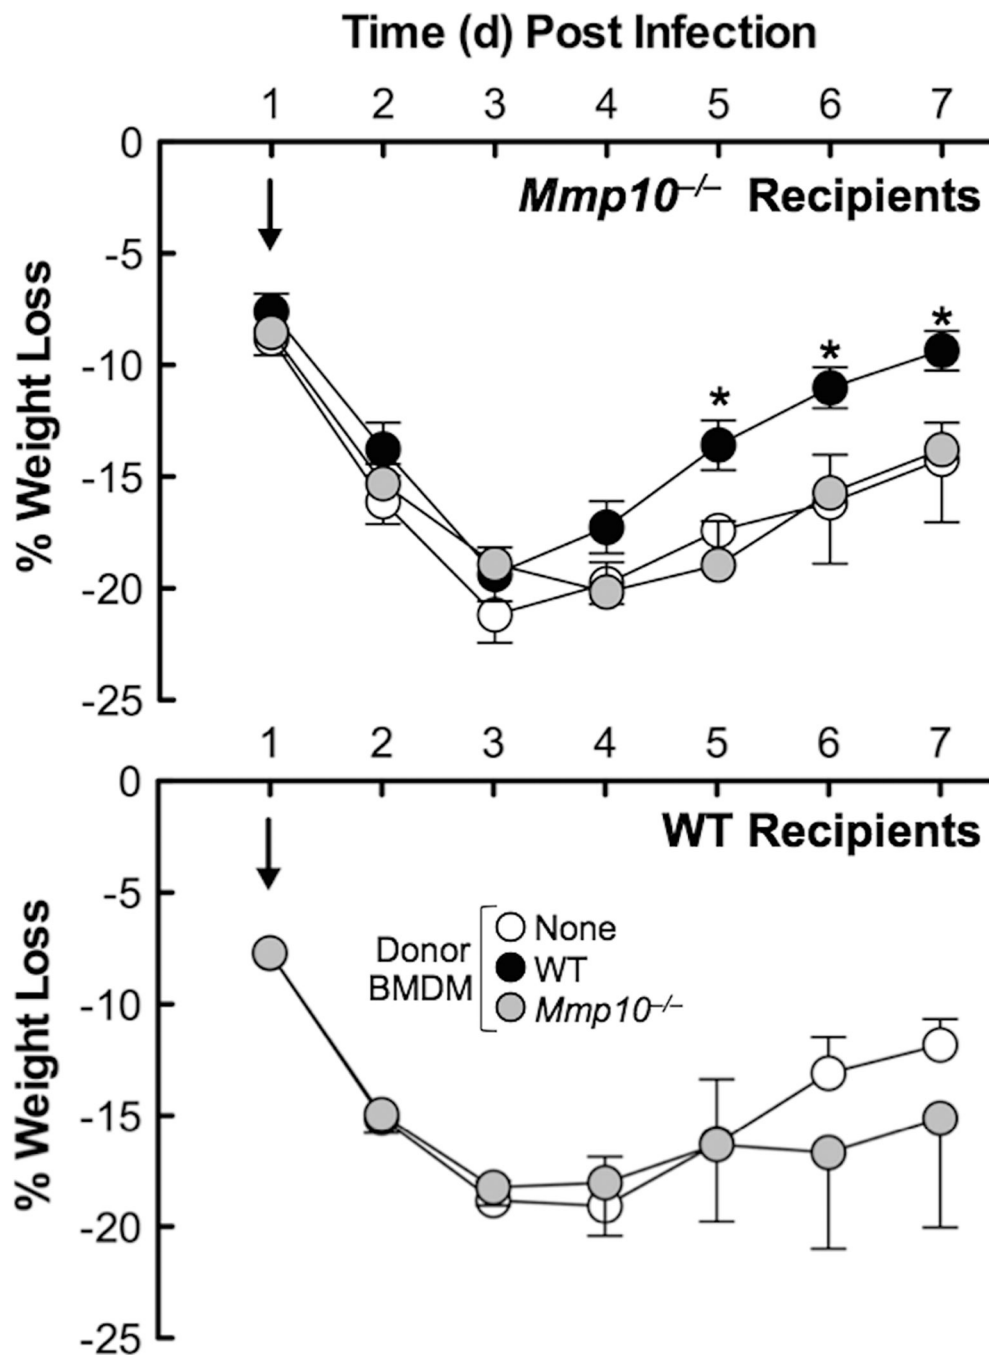 Time (d) Post Infection
1 2 3 4 5 6 7
0
Mmp10–/– Recipients
-5
-10
-15
-20
-25
% Weight Loss
* * *
1 2 3 4 5 6 7
0
WT Recipients
-5
-10
-15
-20
-25
% Weight Loss
Donor
BMDM
None
WT
Mmp10–/–